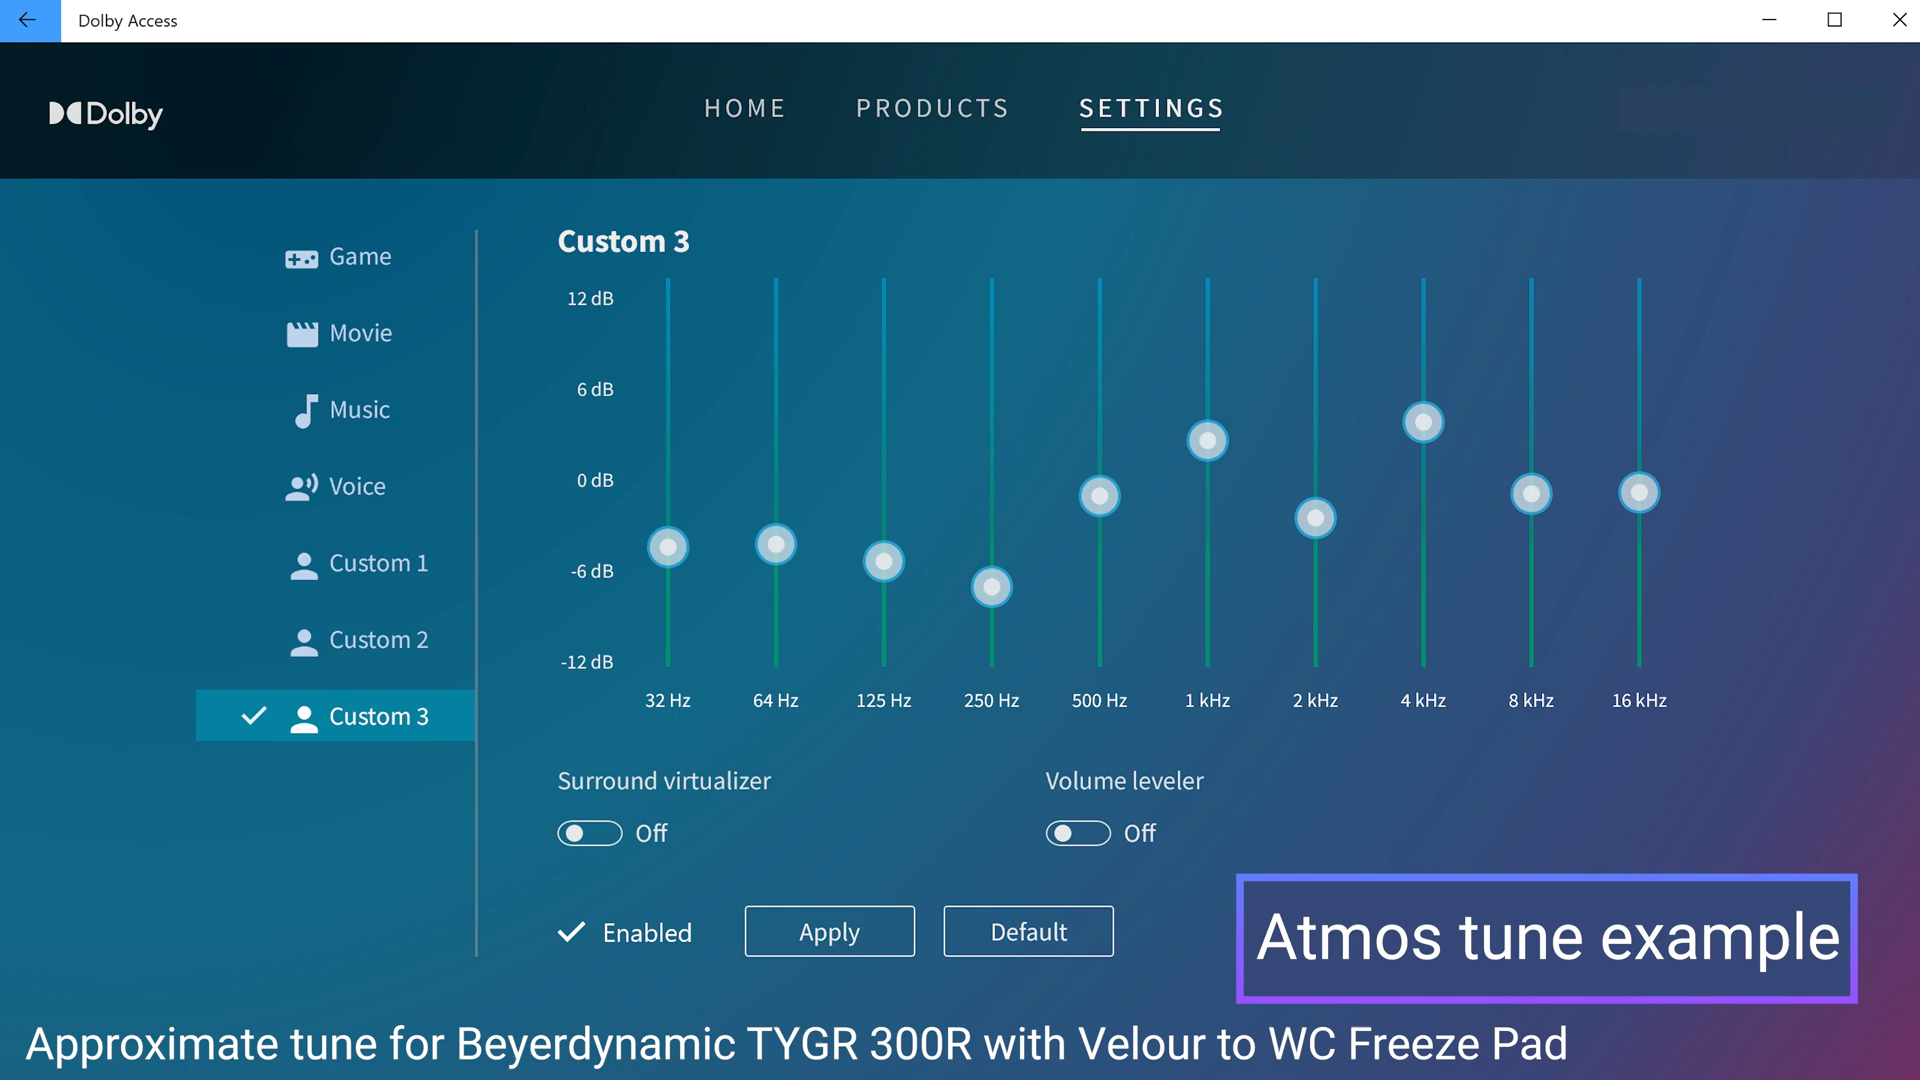 Dolby Access
Dolby
HOME PRODUCTS SETTINGS
Game
Movie
Music
Voice
Custom 1
Custom 2
Custom 3
Custom 3
12 dB
6 dB
0 dB
-6 dB
-12 dB
32 Hz 64 Hz 125 Hz 250 Hz 500 Hz 1 kHz 2 kHz 4 kHz 8 kHz 16 kHz
Surround virtualizer
Off
Volume leveler
Off
Enabled
Apply
Default
Atmos tune example
Approximate tune for Beyerdynamic TYGR 300R with Velour to WC Freeze Pad